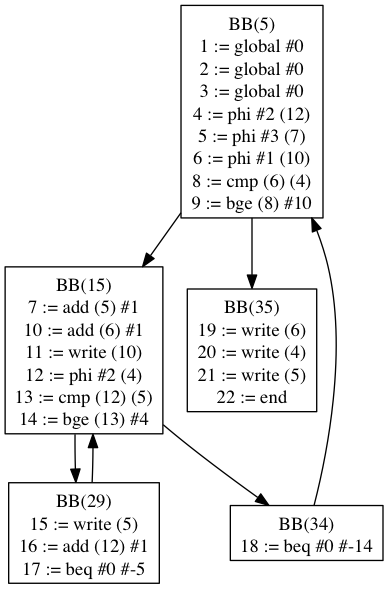 BB(5)
1 := global #0
2 := global #0
3 := global #0
4 := phi #2 (12)
5 := phi #3 (7)
6 := phi #1 (10)
8 := cmp (6) (4)
9 := bge (8) #10
BB(15)
7 := add (5) #1
10 := add (6) #1
11 := write (10)
12 := phi #2 (4)
13 := cmp (12) (5)
14 := bge (13) #4
BB(35)
19 := write (6)
20 := write (4)
21 := write (5)
22 := end
BB(29)
15 := write (5)
16 := add (12) #1
17 := beq #0 #-5
BB(34)
18 := beq #0 #-14